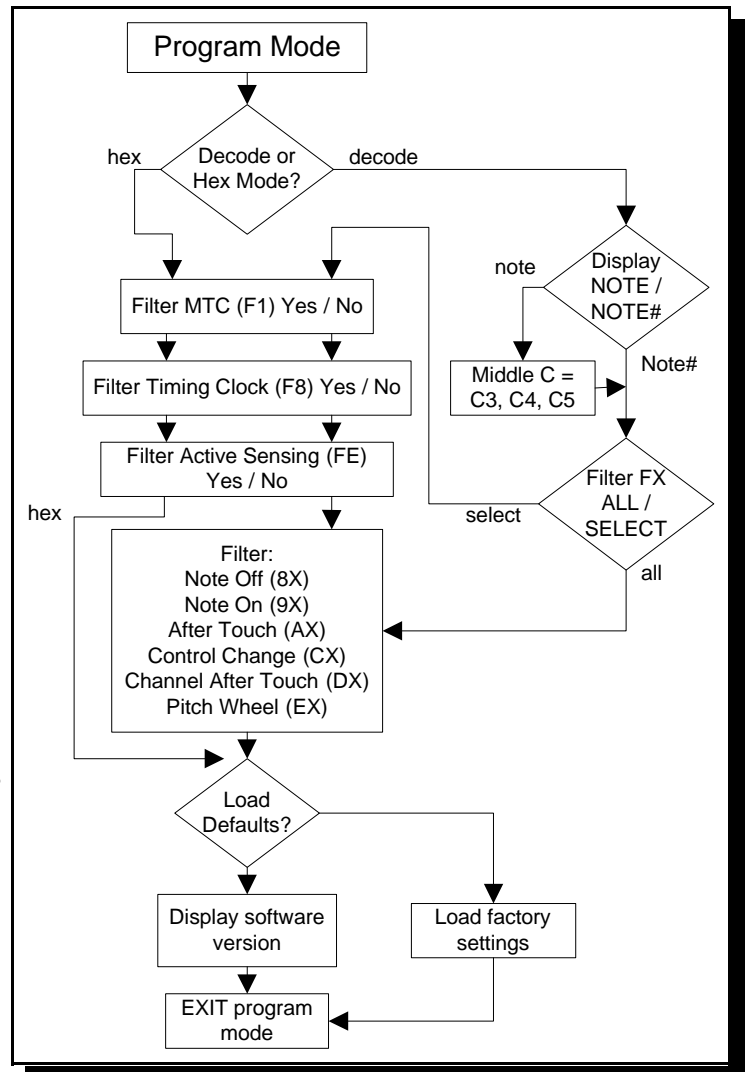 Program Mode
hex
Decode or
Hex Mode?
decode
note
Display
NOTE /
NOTE#
Filter MTC (F1) Yes / No
Middle C =
C3, C4, C5
Note#
Filter Timing Clock (F8) Yes / No
Filter Active Sensing (FE)
Yes / No
hex
select
Filter FX
ALL /
SELECT
all
Filter:
Note Off (8X)
Note On (9X)
After Touch (AX)
Control Change (CX)
Channel After Touch (DX)
Pitch Wheel (EX)
Load
Defaults?
Display software
version
Load factory
settings
EXIT program
mode